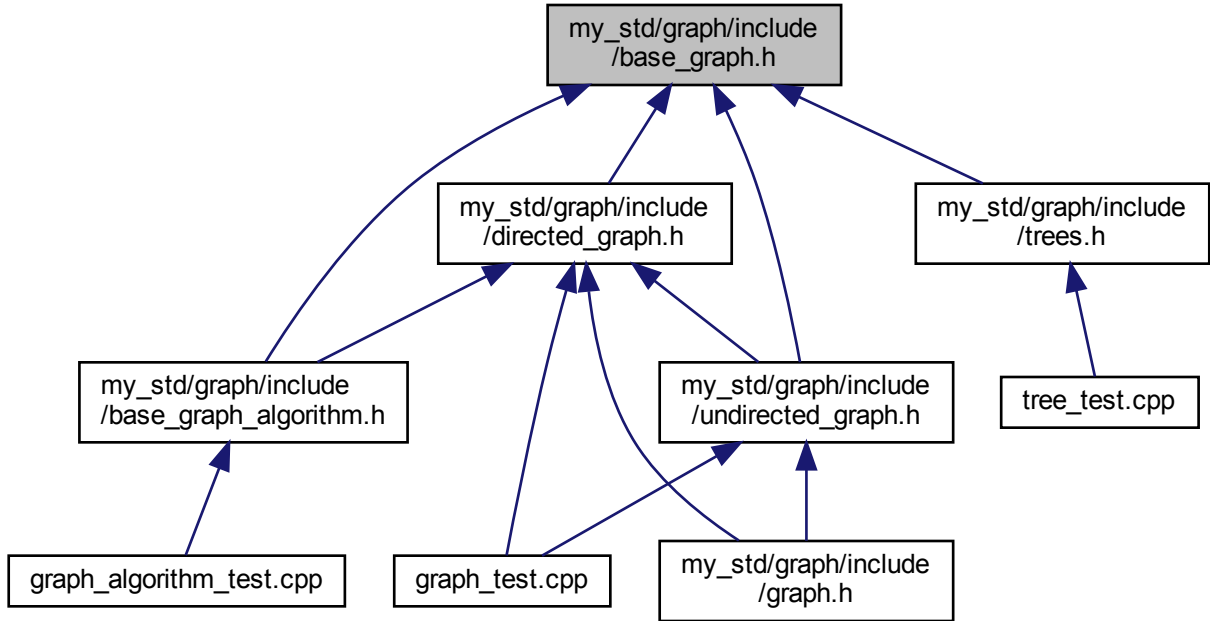 my_std/graph/include
/base_graph.h
my_std/graph/include
/directed_graph.h
my_std/graph/include
/trees.h
my_std/graph/include
/base_graph_algorithm.h
my_std/graph/include
/undirected_graph.h
tree_test.cpp
graph_algorithm_test.cpp
graph_test.cpp
my_std/graph/include
/graph.h